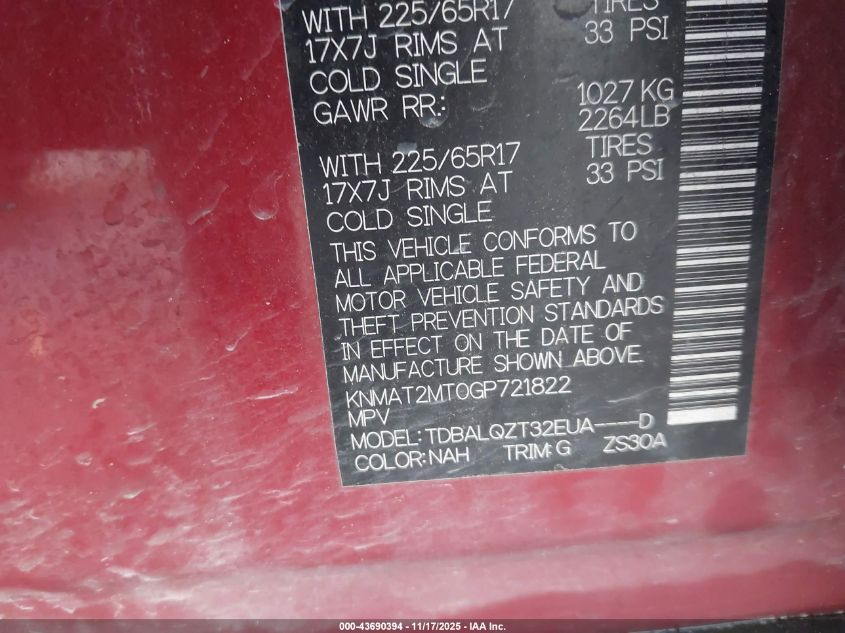 WITH 225/65R17 TIRES
17X7J RIMS AT 33 PSI
COLD SINGLE
GAWR RR.: 1027 KG
2264LB
WITH 225/65R17 TIRES
17X7J RIMS AT 33 PSI
COLD SINGLE
THIS VEHICLE CONFORMS TO
ALL APPLICABLE FEDERAL
MOTOR VEHICLE SAFETY AND
THEFT PREVENTION STANDARDS
IN EFFECT ON THE DATE OF
MANUFACTURE SHOWN ABOVE.
KNMAT2MT0GP721822
MPV
MODEL:TDBALQZT32EUA----D
COLOR:NAH TRIM:G ZS30A
000-43690394 - 11/17/2025 - IAA Inc.